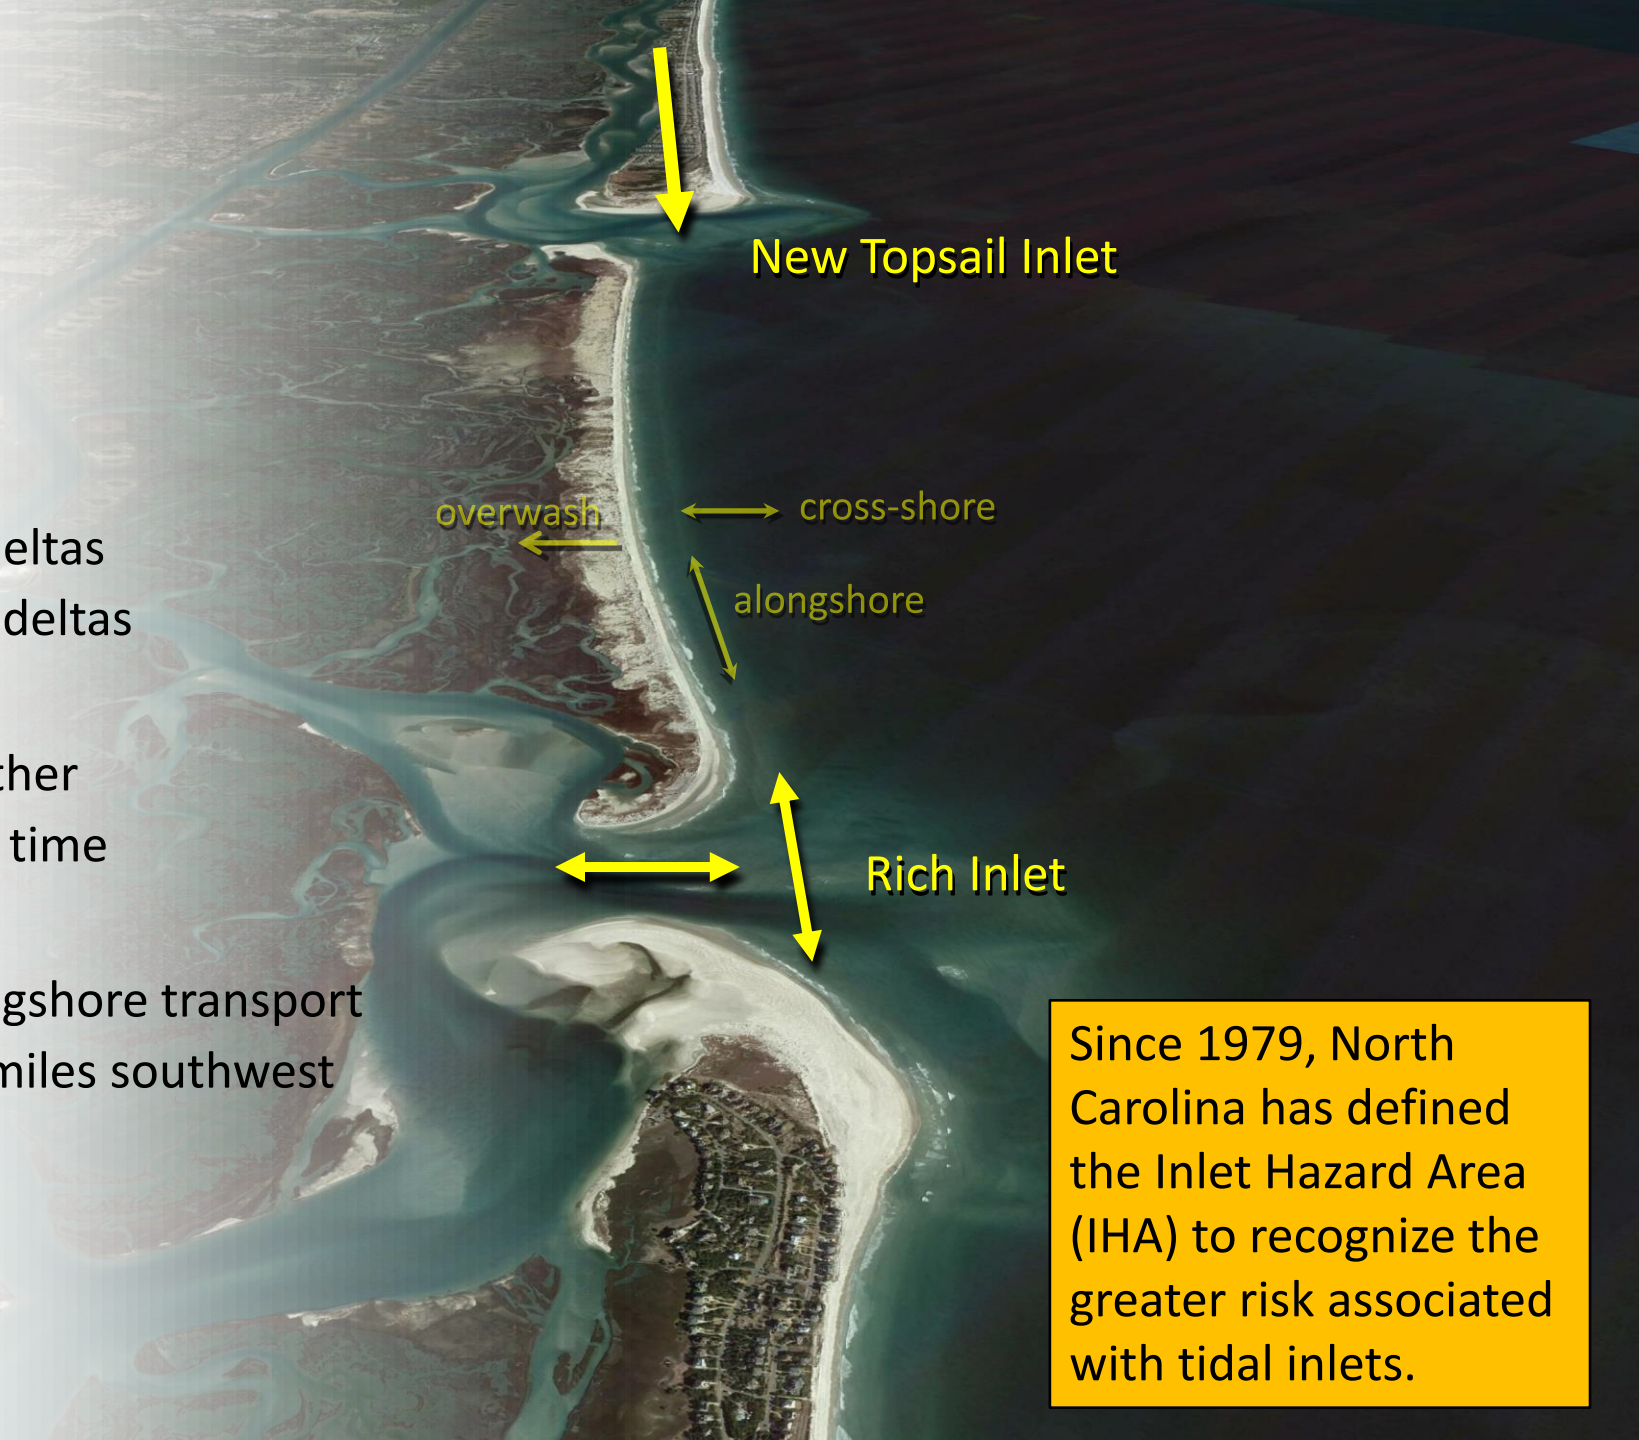 New Topsail Inlet
overwash
cross-shore
eltas
alongshore
deltas
ther
time
Rich Inlet
gshore transport
miles southwest
Since 1979, North
Carolina has defined
the Inlet Hazard Area
(IHA) to recognize the
greater risk associated
with tidal inlets.